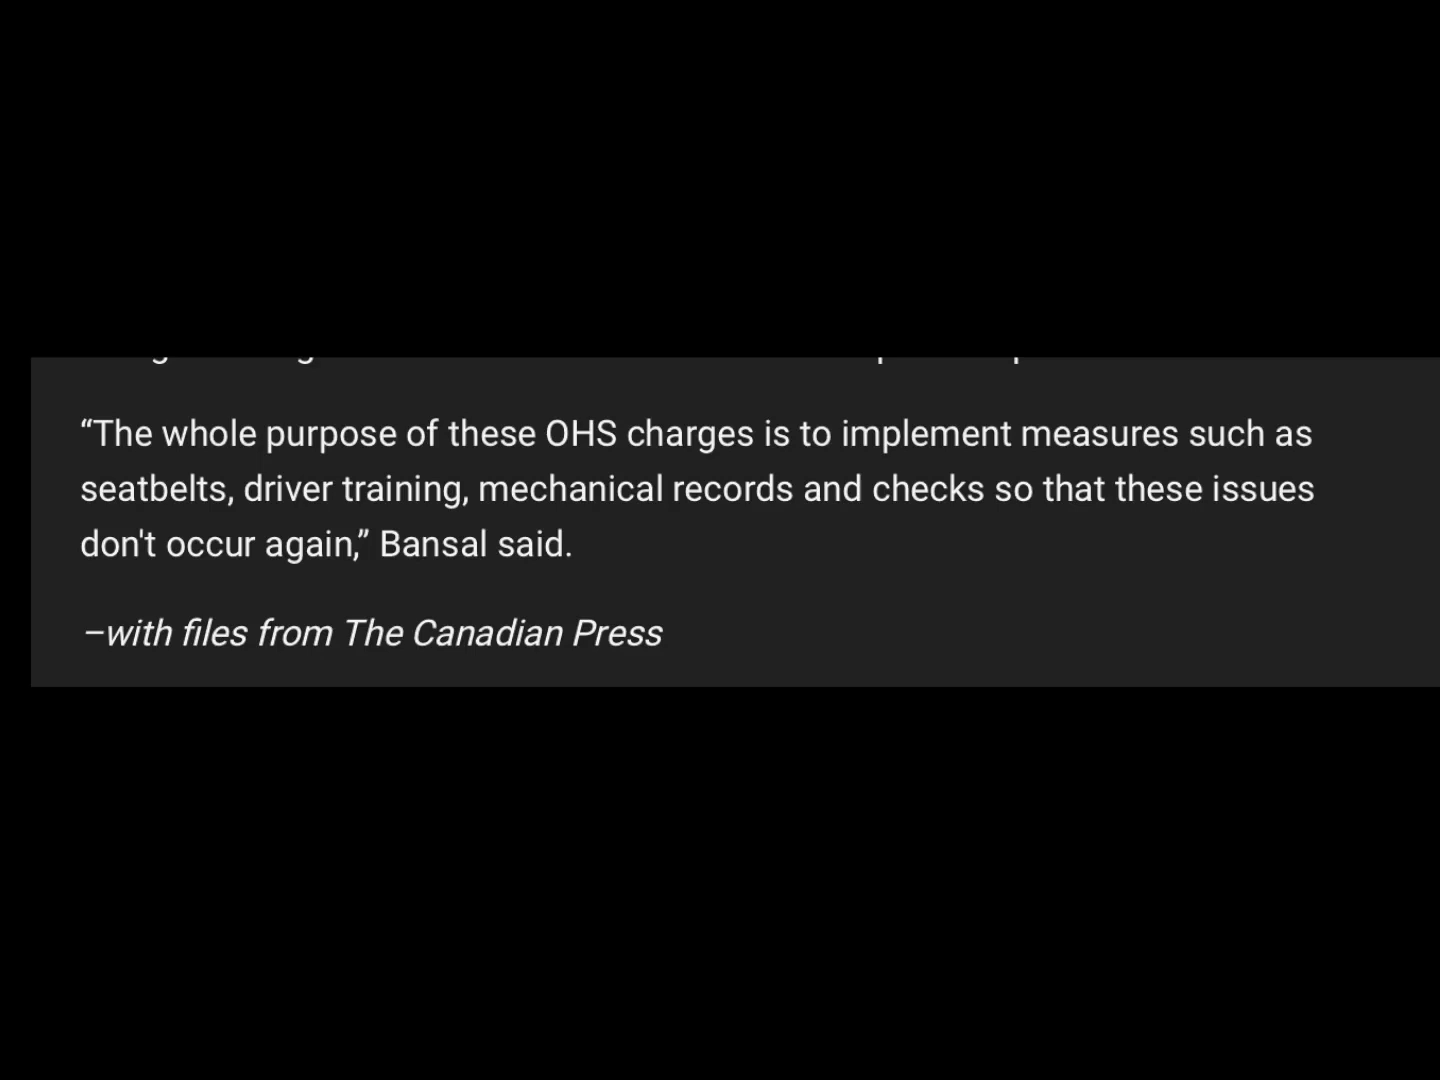 “The whole purpose of these OHS charges is to implement measures such as
seatbelts, driver training, mechanical records and checks so that these issues
don't occur again,” Bansal said.
–with files from The Canadian Press